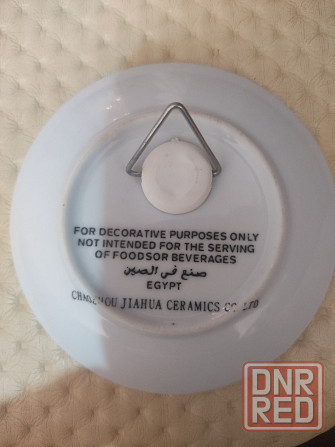 FOR DECORATIVE PURPOSES ONLY
NOT INTENDED FOR THE SERVING
OF FOODSOR BEVERAGES
صنع في الصين
EGYPT
CHAOZHOU JIAHUA CERAMICS CO LTD
DNR
RED